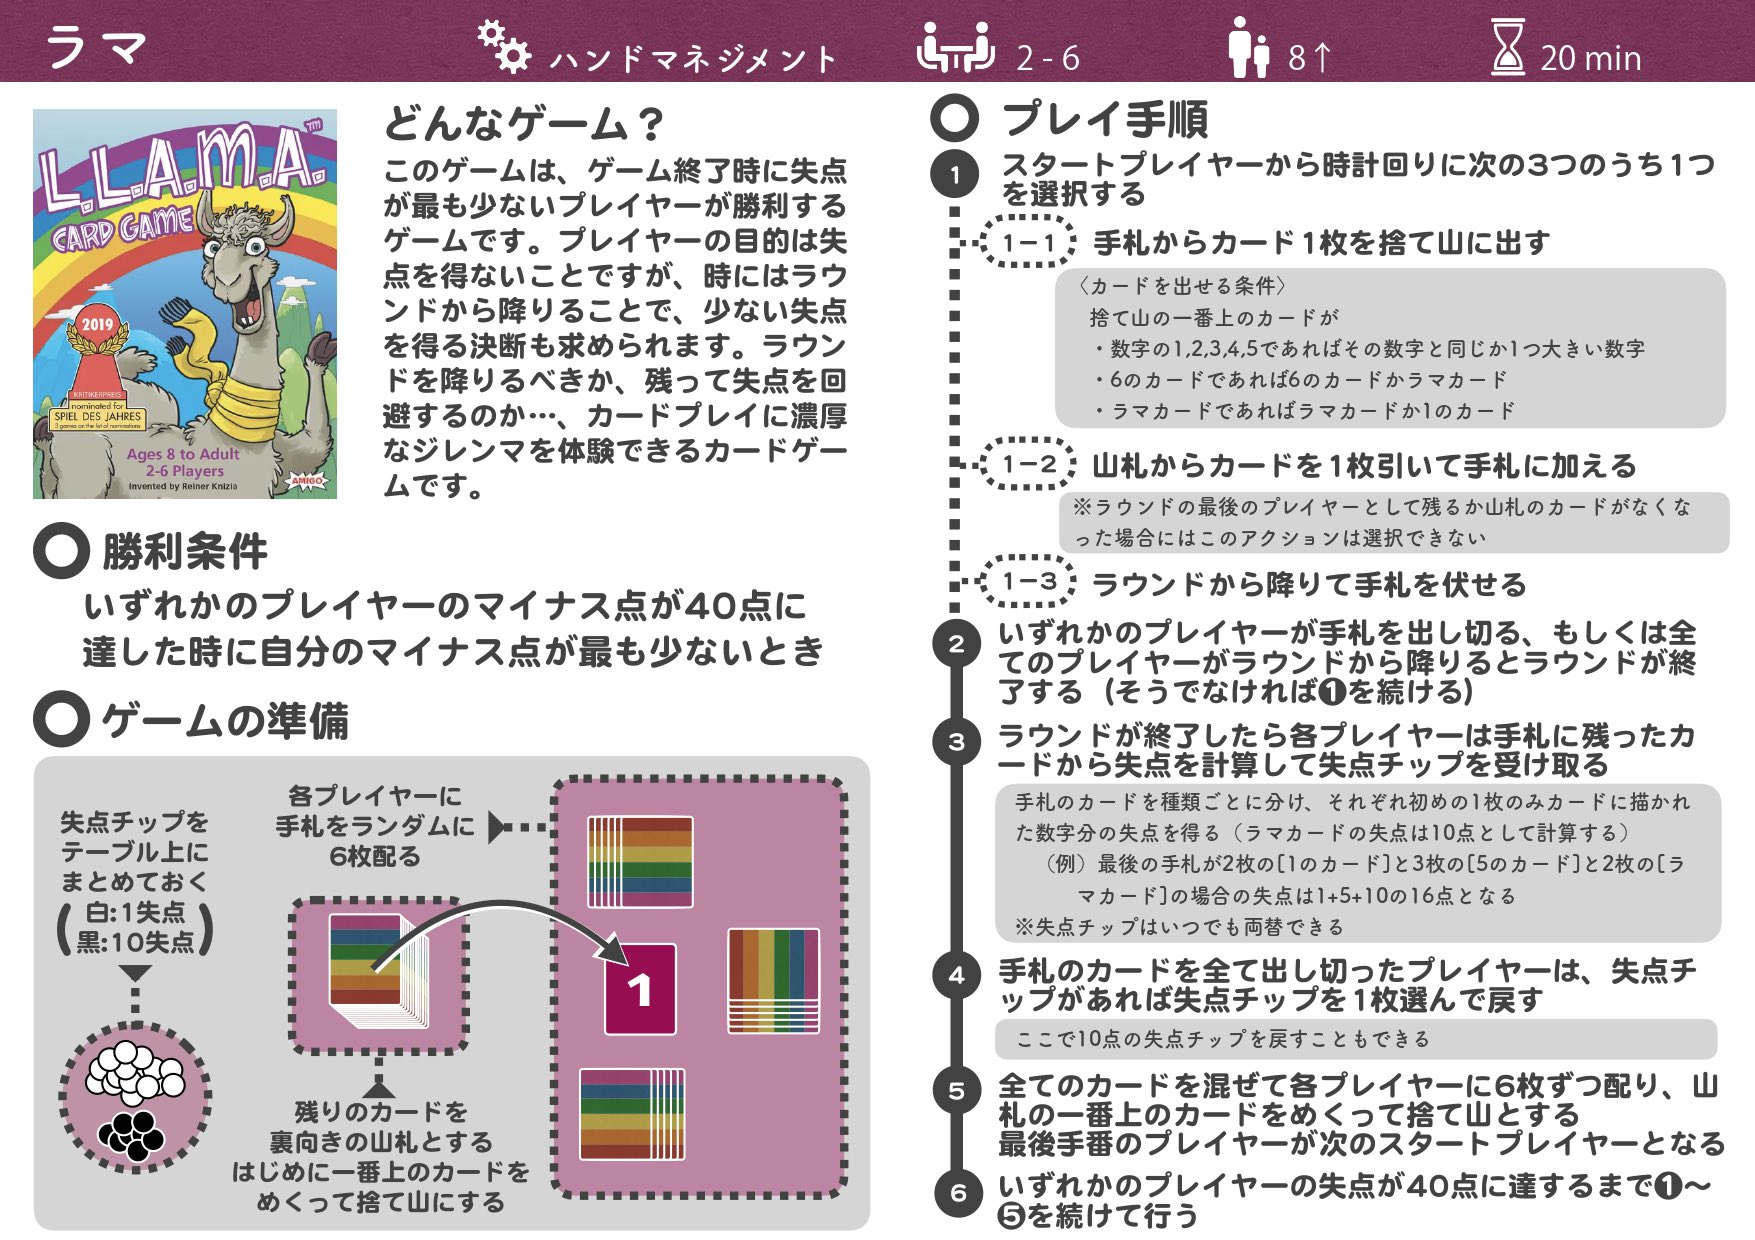 ラマ
ハンドマネジメント
2 - 6
8↑
20 min
L.L.A.M.A.™
CARD GAME
2019
KRITIKERPREIS
nominated for
SPIEL DES JAHRES
3 games on the list of nominations
Ages 8 to Adult
2-6 Players
Invented by Reiner Knizia
AMIGO
どんなゲーム？
このゲームは、ゲーム終了時に失点
が最も少ないプレイヤーが勝利する
ゲームです。プレイヤーの目的は失
点を得ないことですが、時にはラウ
ンドから降りることで、少ない失点
を得る決断も求められます。ラウン
ドを降りるべきか、残って失点を回
避するのか…、カードプレイに濃厚
なジレンマを体験できるカードゲー
ムです。
勝利条件
いずれかのプレイヤーのマイナス点が40点に
達した時に自分のマイナス点が最も少ないとき
ゲームの準備
失点チップを
テーブル上に
まとめておく
(白:1失点
黒:10失点)
各プレイヤーに
手札をランダムに
6枚配る
1
残りのカードを
裏向きの山札とする
はじめに一番上のカードを
めくって捨て山にする
プレイ手順
1 スタートプレイヤーから時計回りに次の3つのうち1つ
を選択する
1-1 手札からカード1枚を捨て山に出す
〈カードを出せる条件〉
捨て山の一番上のカードが
・数字の1,2,3,4,5であればその数字と同じか1つ大きい数字
・6のカードであれば6のカードかラマカード
・ラマカードであればラマカードか1のカード
1-2 山札からカードを1枚引いて手札に加える
※ラウンドの最後のプレイヤーとして残るか山札のカードがなくな
った場合にはこのアクションは選択できない
1-3 ラウンドから降りて手札を伏せる
2 いずれかのプレイヤーが手札を出し切る、もしくは全
てのプレイヤーがラウンドから降りるとラウンドが終
了する（そうでなければ❶を続ける）
3 ラウンドが終了したら各プレイヤーは手札に残ったカ
ードから失点を計算して失点チップを受け取る
手札のカードを種類ごとに分け、それぞれ初めの1枚のみカードに描かれ
た数字分の失点を得る（ラマカードの失点は10点として計算する）
（例）最後の手札が2枚の[1のカード]と3枚の[5のカード]と2枚の[ラ
マカード]の場合の失点は1+5+10の16点となる
※失点チップはいつでも両替できる
4 手札のカードを全て出し切ったプレイヤーは、失点チ
ップがあれば失点チップを1枚選んで戻す
ここで10点の失点チップを戻すこともできる
5 全てのカードを混ぜて各プレイヤーに6枚ずつ配り、山
札の一番上のカードをめくって捨て山とする
最後手番のプレイヤーが次のスタートプレイヤーとなる
6 いずれかのプレイヤーの失点が40点に達するまで❶～
❺を続けて行う